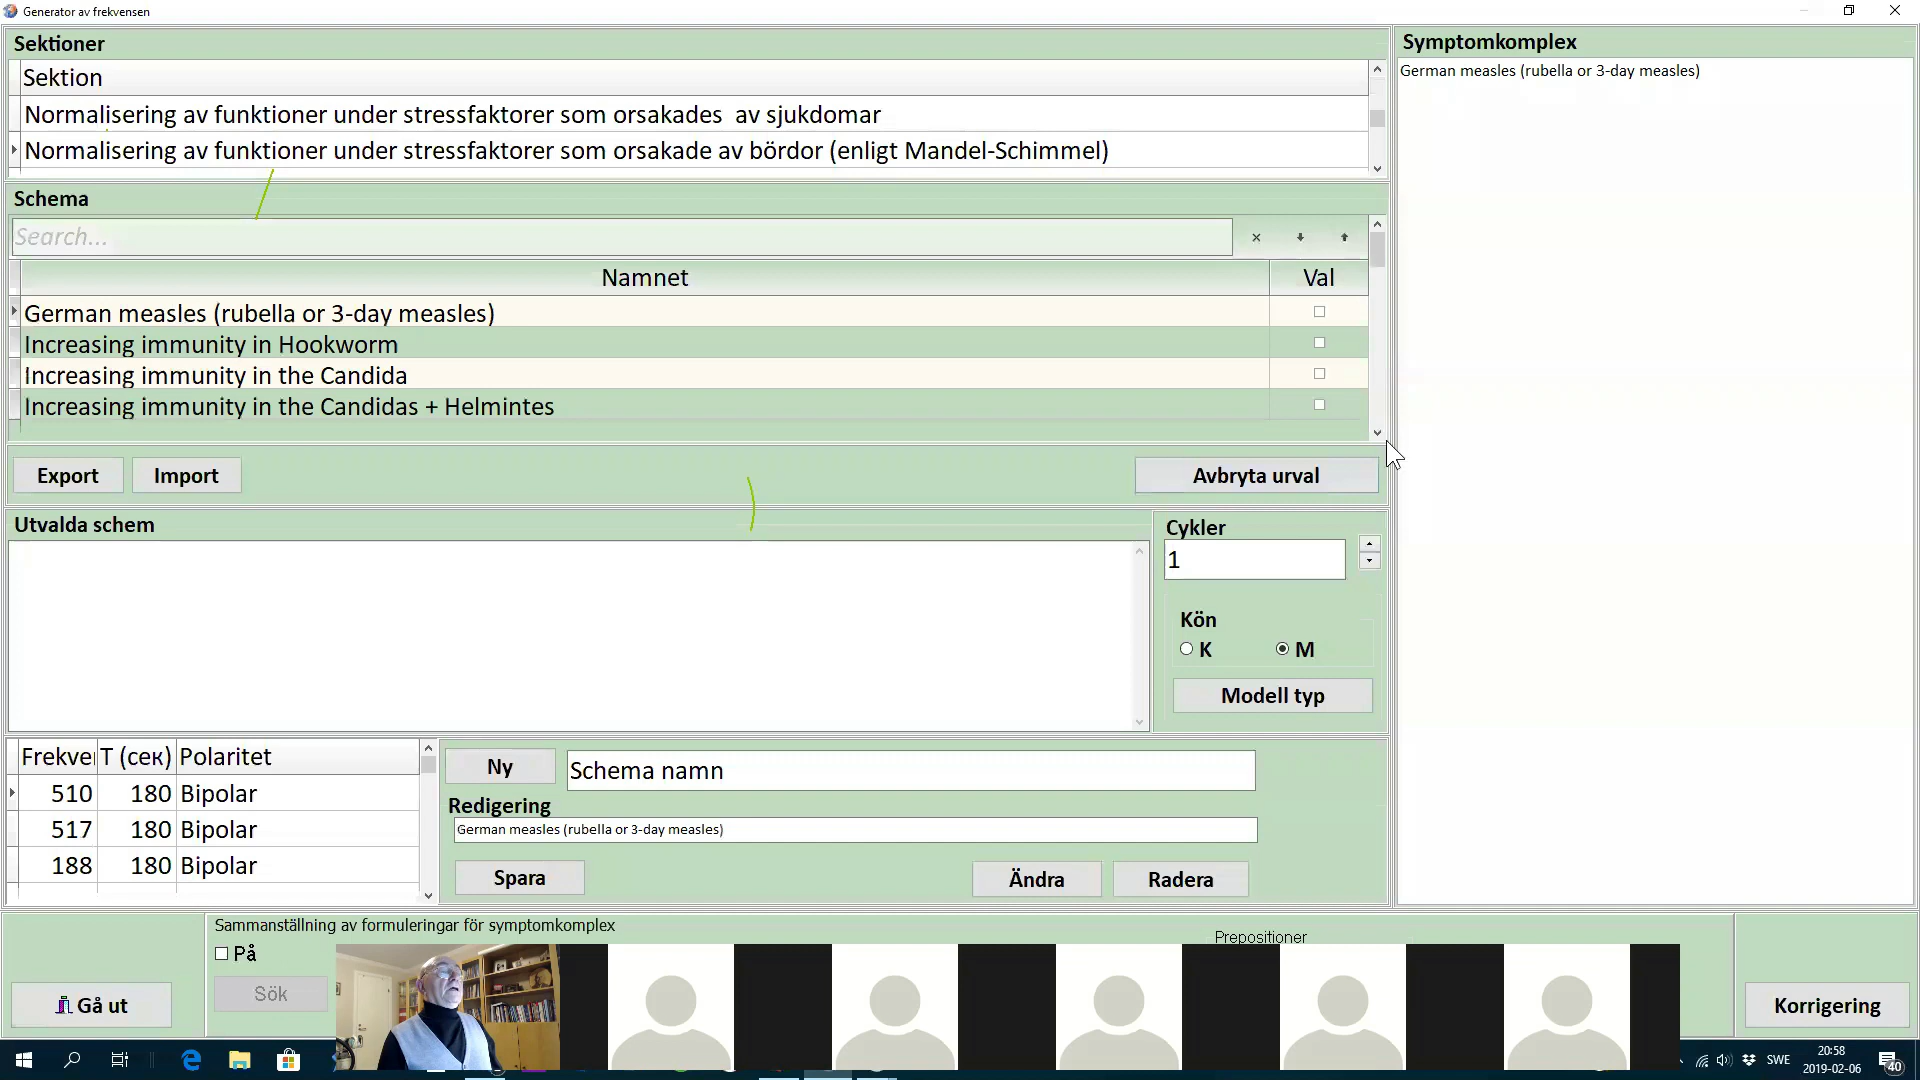 Generator av frekvensen
Sektioner
Sektion
Normalisering av funktioner under stressfaktorer som orsakades av sjukdomar
Normalisering av funktioner under stressfaktorer som orsakade av bördor (enligt Mandel-Schimmel)
Schema
Search...
Namnet Val
German measles (rubella or 3-day measles)
Increasing immunity in Hookworm
Increasing immunity in the Candida
Increasing immunity in the Candidas + Helmintes
Export Import Avbryta urval
Utvalda schem
Cykler
1
Kön
K M
Modell typ
Frekve T (сек) Polaritet
510 180 Bipolar
517 180 Bipolar
188 180 Bipolar
Ny Schema namn
Redigering
German measles (rubella or 3-day measles)
Spara Ändra Radera
Symptomkomplex
German measles (rubella or 3-day measles)
Gå ut
Sammanställning av formuleringar för symptomkomplex
På
Sök
Prepositioner
Korrigering
SWE
20:58
2019-02-06
40